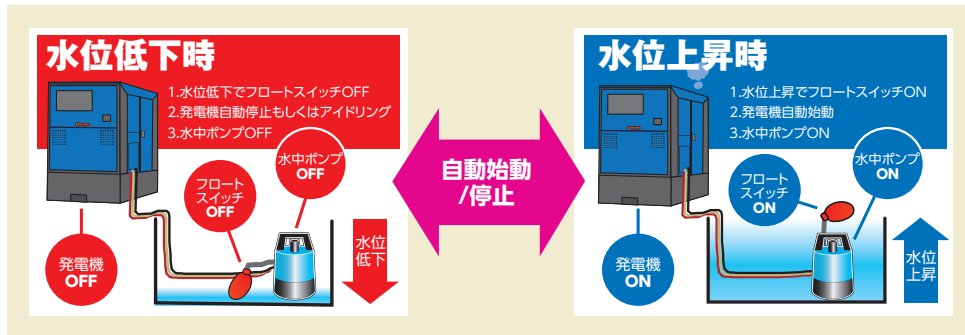 水位低下時
1.水位低下でフロートスイッチOFF
2.発電機自動停止もしくはアイドリング
3.水中ポンプOFF
水中ポンプ
OFF
フロート
スイッチ
OFF
発電機
OFF
水位
低下
自動始動
/停止
水位上昇時
1.水位上昇でフロートスイッチON
2.発電機自動始動
3.水中ポンプON
水中ポンプ
ON
フロート
スイッチ
ON
発電機
ON
水位
上昇